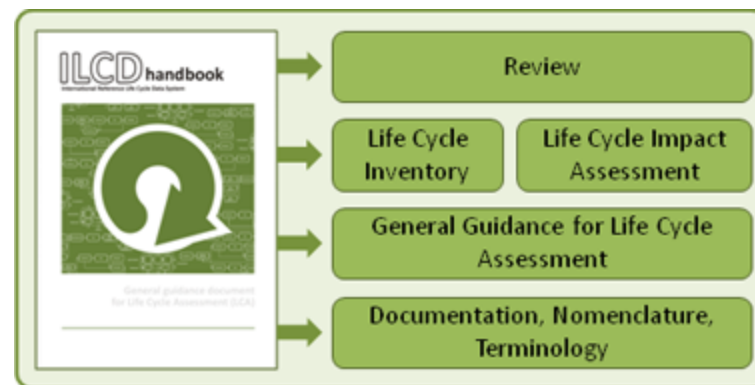 ILCD handbook
International Reference Life Cycle Data System
General guidance document
for Life Cycle Assessment (LCA)
Review
Life Cycle
Inventory
Life Cycle Impact
Assessment
General Guidance for Life Cycle
Assessment
Documentation, Nomenclature,
Terminology